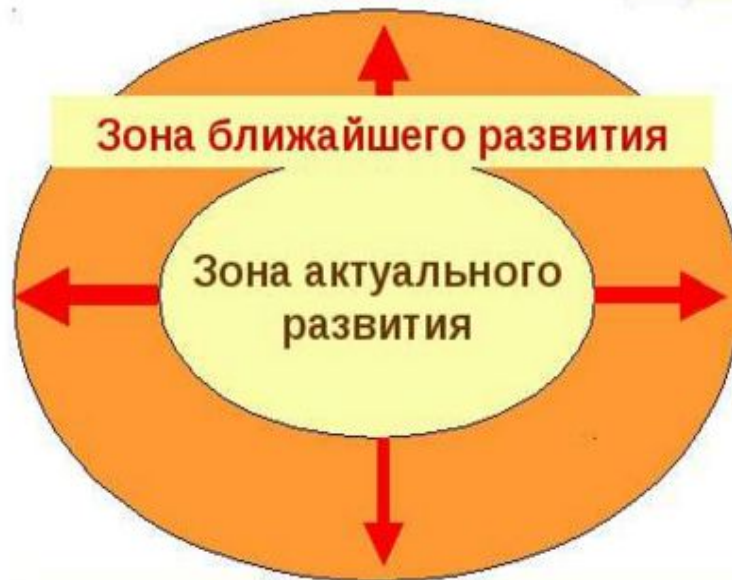 Зона ближайшего развития
Зона актуального
развития